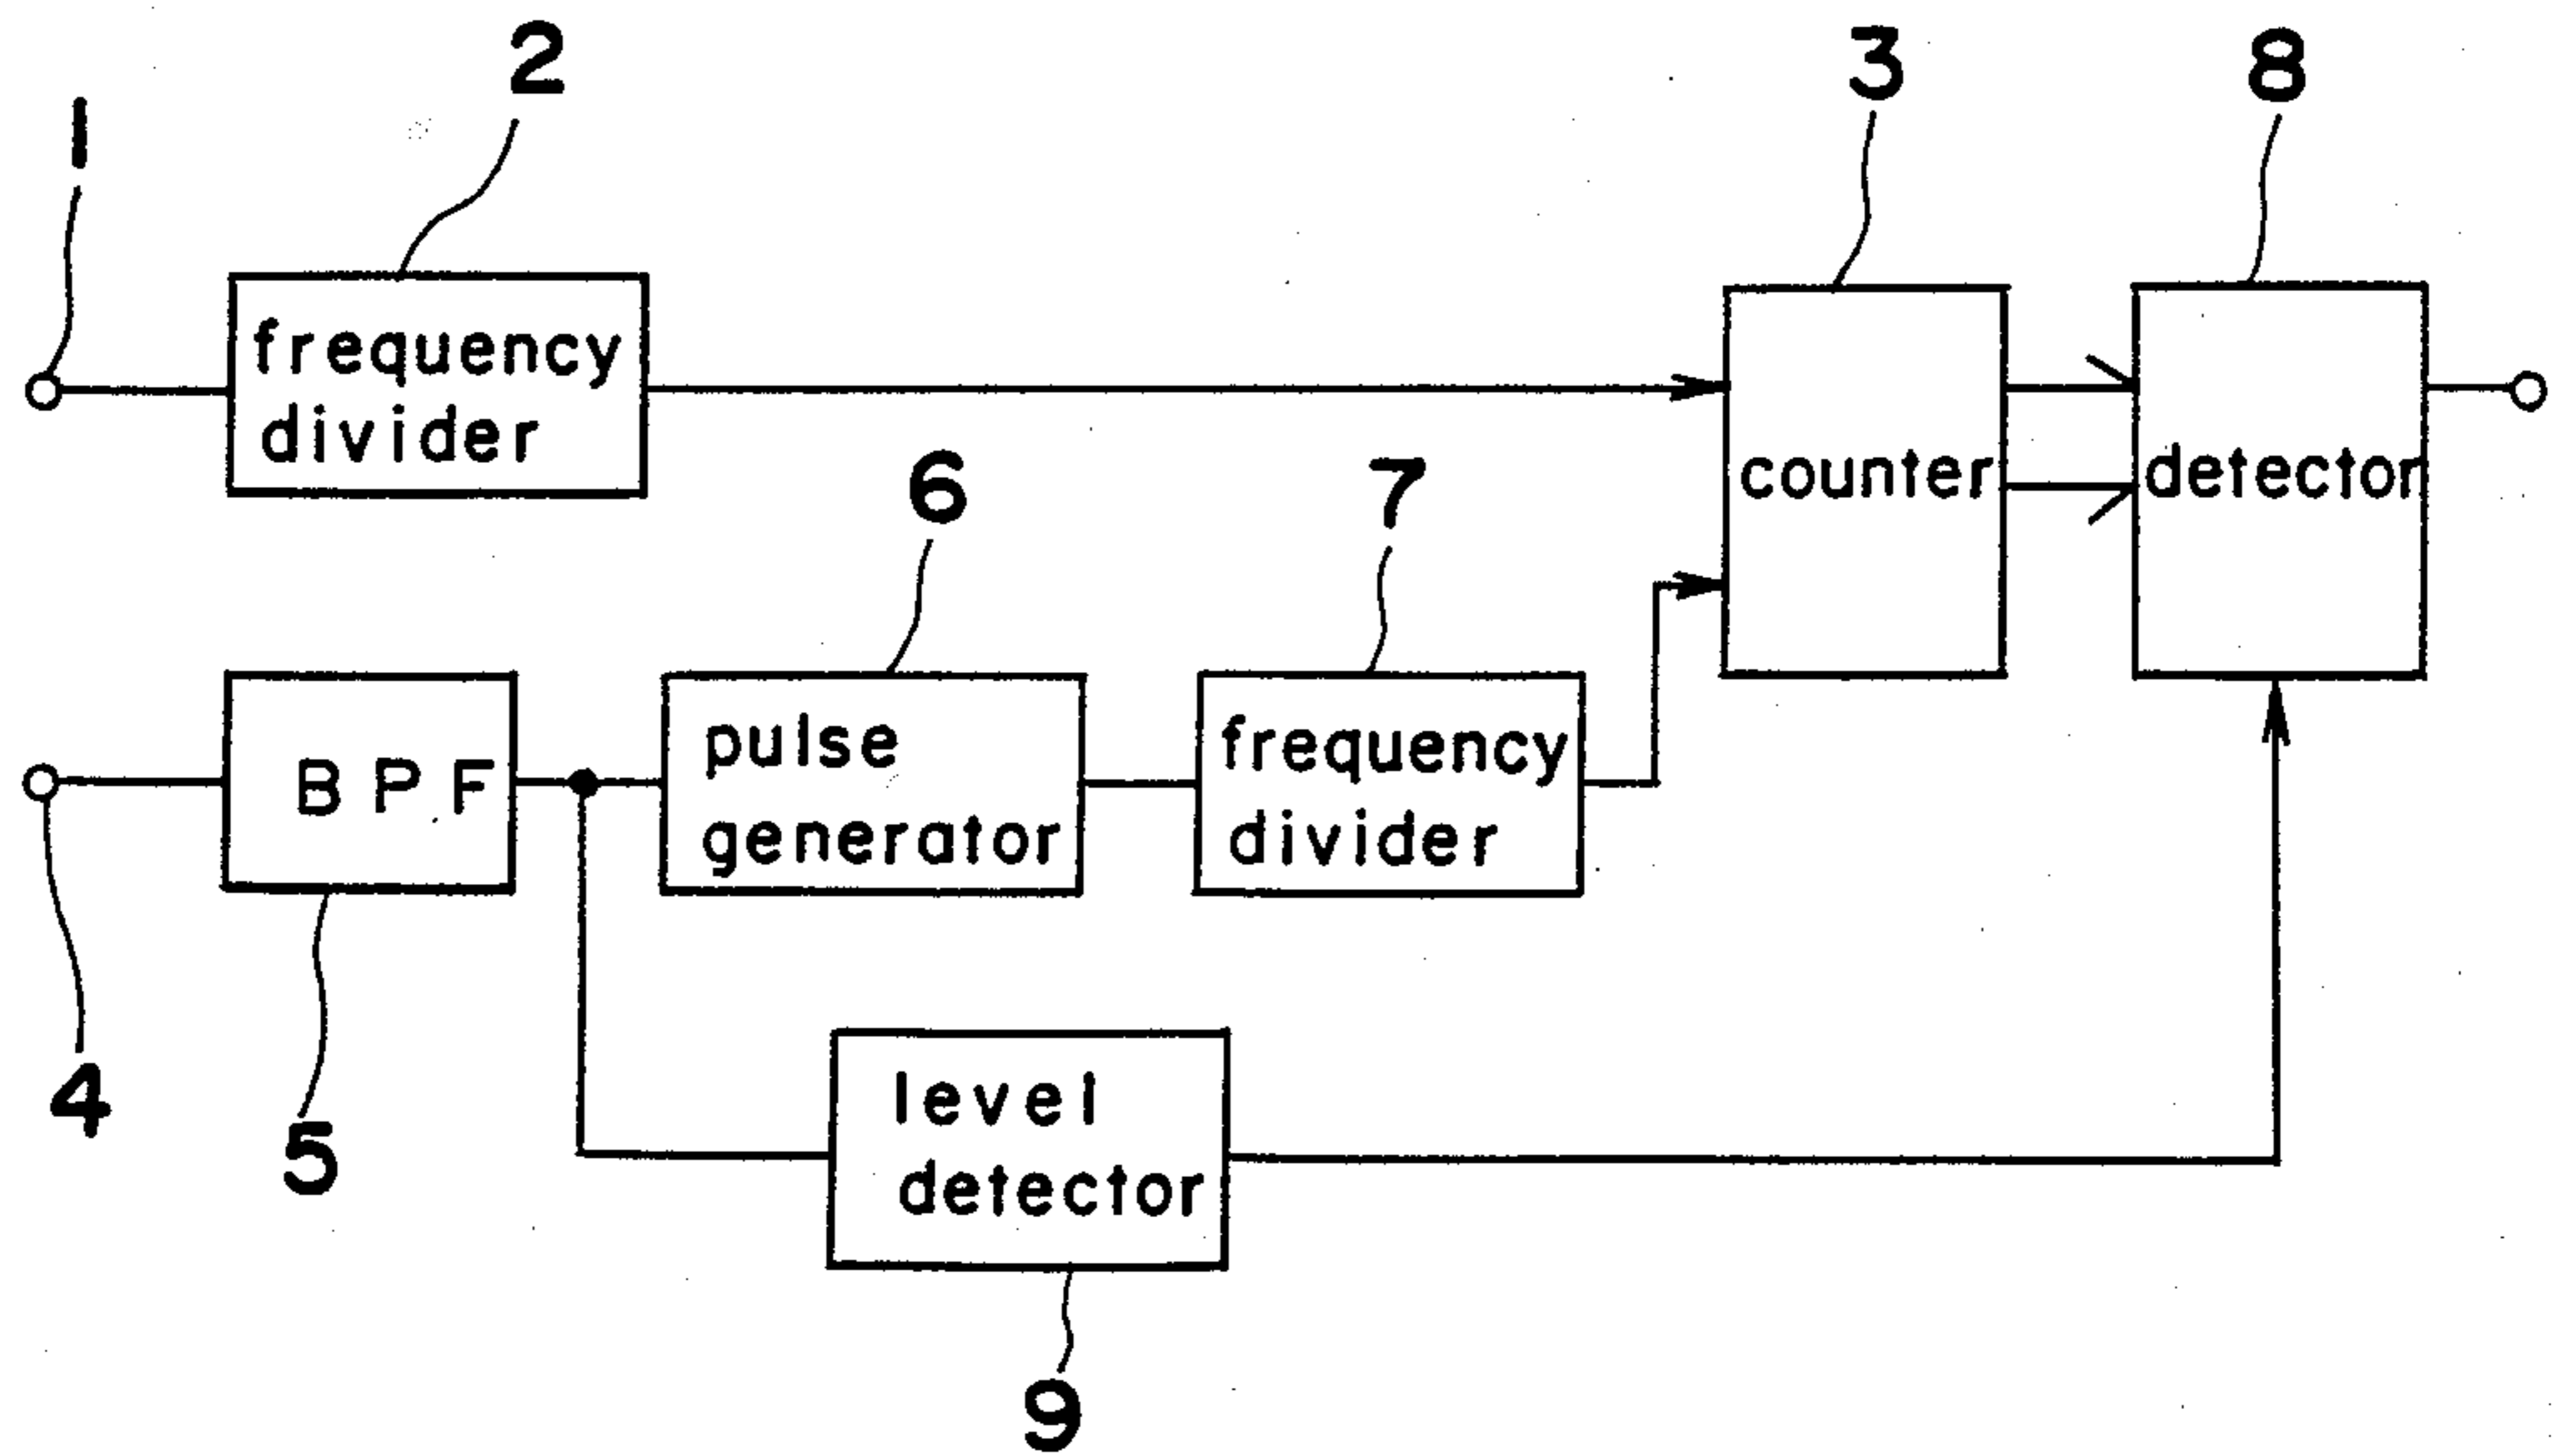 1
2
3
8
frequency
divider
counter
detector
6
7
4
BPF
5
pulse
generator
frequency
divider
level
detector
9